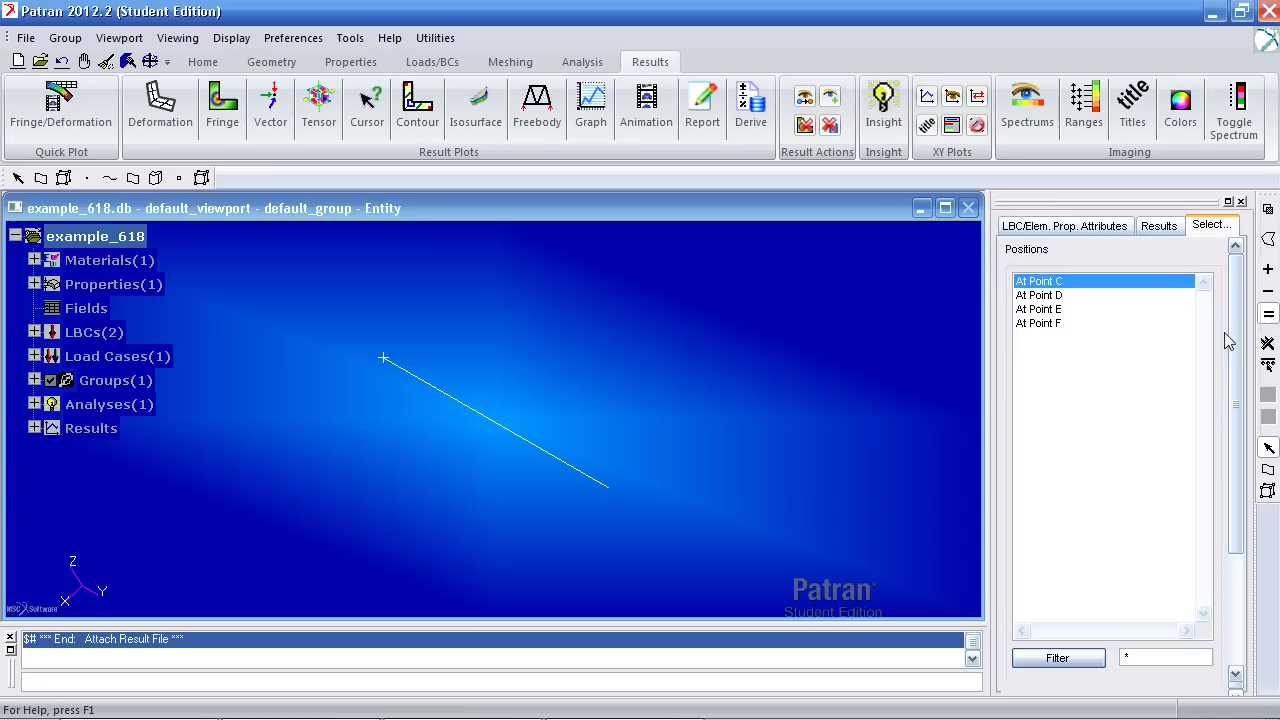 Patran 2012.2 (Student Edition)
File Group Viewport Viewing Display Preferences Tools Help Utilities
Home Geometry Properties Loads/BCs Meshing Analysis Results
Fringe/Deformation Deformation Fringe Vector Tensor Cursor Contour Isosurface Freebody Graph Animation Report Derive Insight Spectrums Ranges Titles Colors Toggle Spectrum
Quick Plot Result Plots Result Actions Insight XY Plots Imaging
example_618.db - default_viewport - default_group - Entity
example_618
Materials(1)
Properties(1)
Fields
LBCs(2)
Load Cases(1)
Groups(1)
Analyses(1)
Results
Z
Y
X
MSC Software
Patran
Student Edition
LBC/Elem. Prop. Attributes Results Select...
Positions
At Point C
At Point D
At Point E
At Point F
Filter *
$# *** End: Attach Result File ***
For Help, press F1